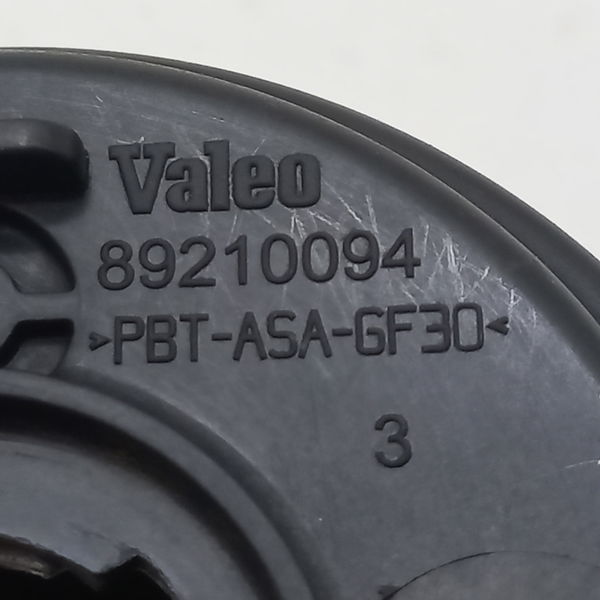 Valeo
89210094
>PBT-ASA-GF30<
3